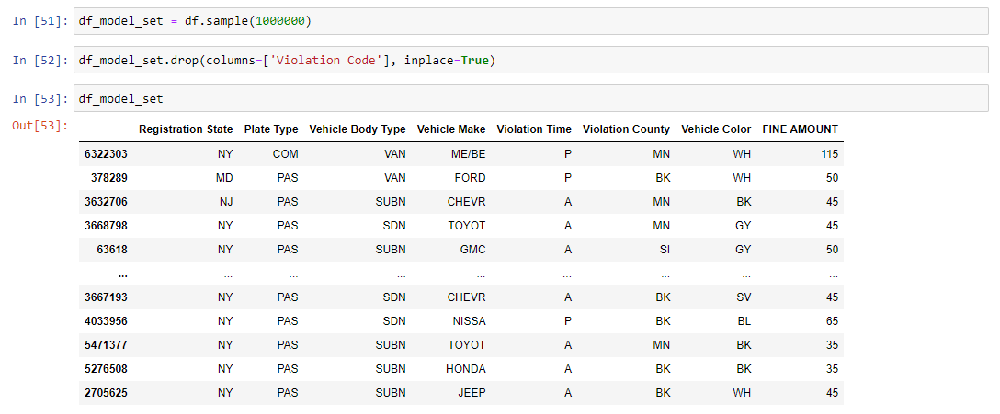 In [51]: df_model_set = df.sample(1000000)
In [52]: df_model_set.drop(columns=['Violation Code'], inplace=True)
In [53]: df_model_set
Out[53]:
Registration State Plate Type Vehicle Body Type Vehicle Make Violation Time Violation County Vehicle Color FINE AMOUNT
6322303 NY COM VAN ME/BE P MN WH 115
378289 MD PAS VAN FORD P BK WH 50
3632706 NJ PAS SUBN CHEVR A MN BK 45
3668798 NY PAS SDN TOYOT A MN GY 45
63618 NY PAS SUBN GMC A SI GY 50
... ... ... ... ... ... ... ... ...
3667193 NY PAS SDN CHEVR A BK SV 45
4033956 NY PAS SDN NISSA P BK BL 65
5471377 NY PAS SUBN TOYOT A MN BK 35
5276508 NY PAS SUBN HONDA A BK BK 35
2705625 NY PAS SUBN JEEP A BK WH 45